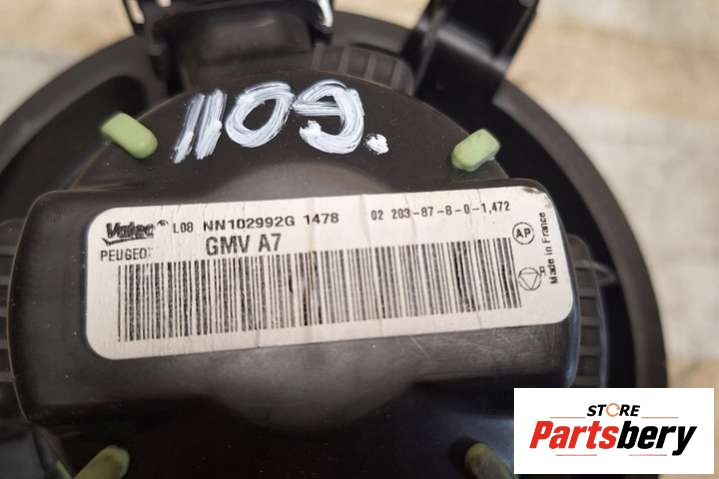 1109.
Valeo L08 NN102992G 1478 02 203-87-8-0-1,472
PEUGEOT GMV A7
AP
R
Made in France
STORE
Partsbery